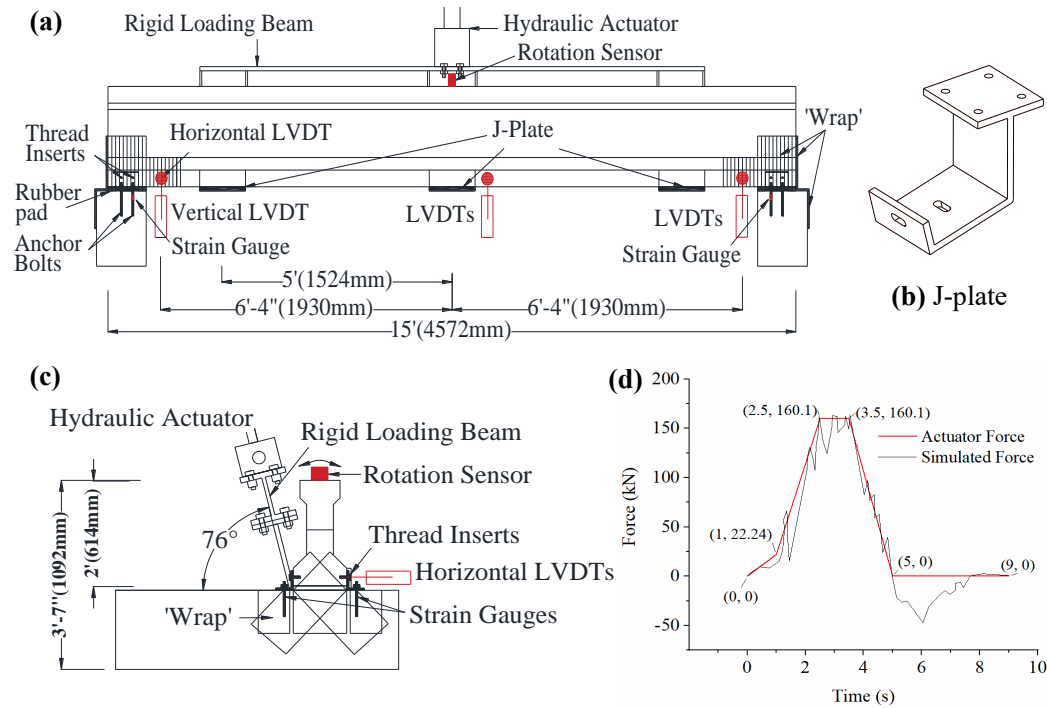 (a)
Rigid Loading Beam
Hydraulic Actuator
Rotation Sensor
Thread
Inserts
Horizontal LVDT
J-Plate
'Wrap'
Rubber
pad
Vertical LVDT
LVDTs
LVDTs
Anchor
Bolts
Strain Gauge
Strain Gauge
5'(1524mm)
6'-4"(1930mm)
6'-4"(1930mm)
15'(4572mm)
(b) J-plate
(c)
Hydraulic Actuator
Rigid Loading Beam
Rotation Sensor
76°
Thread Inserts
Horizontal LVDTs
'Wrap'
Strain Gauges
3'-7"(1092mm)
2'(614mm)
(d)
200
150
100
50
0
-50
Force (kN)
(2.5, 160.1)
(3.5, 160.1)
Actuator Force
Simulated Force
(1, 22.24)
(5, 0)
(9, 0)
(0, 0)
0
2
4
6
8
10
Time (s)